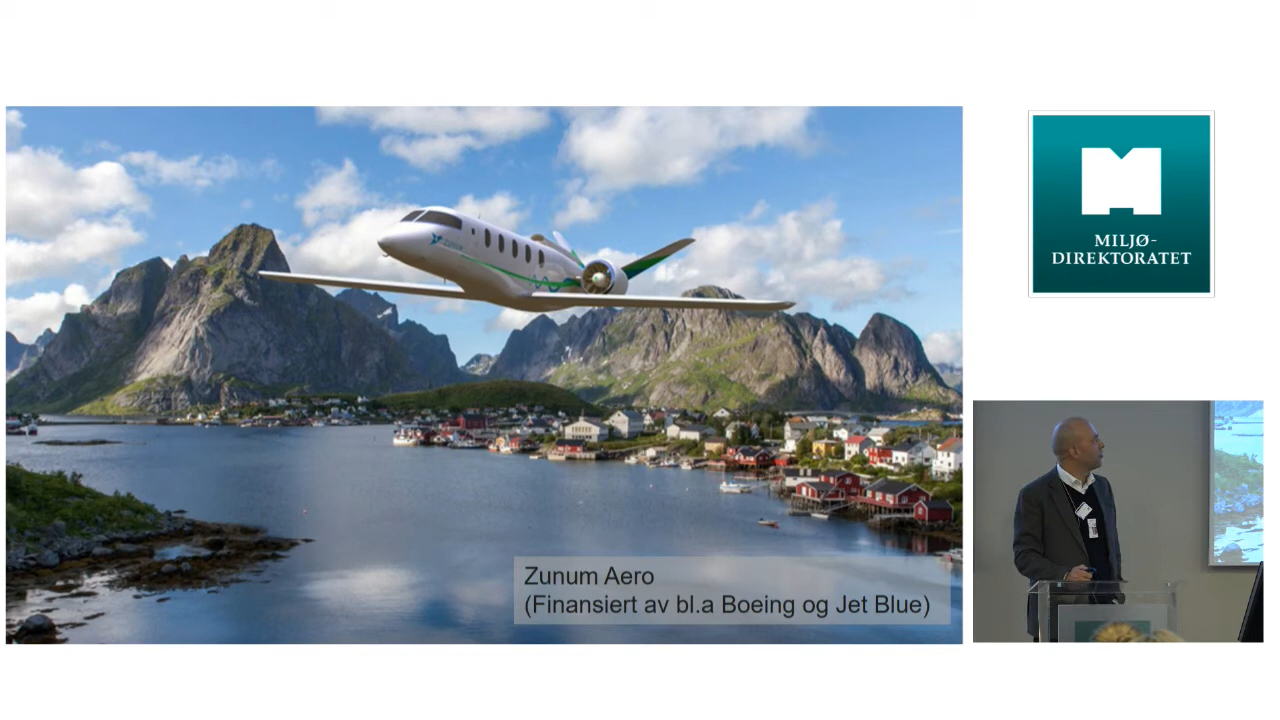 Zunum Aero
(Finansiert av bl.a Boeing og Jet Blue)
MILJØ-
DIREKTORATET